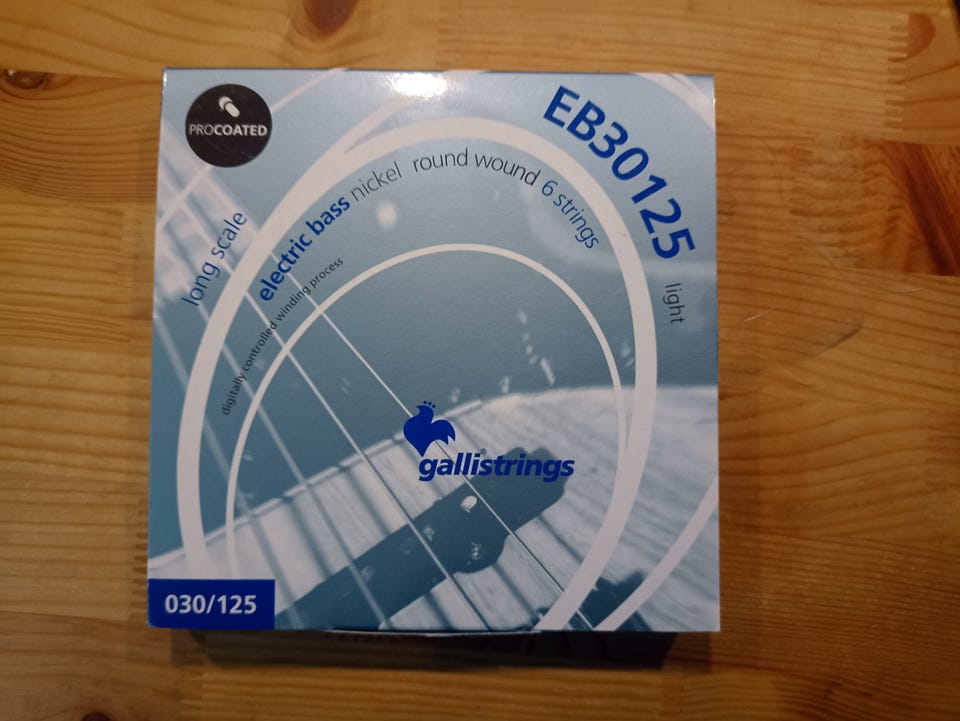 PROCOATED
EB30125
light
long scale
electric bass nickel round wound 6 strings
digitally controlled winding process
gallistrings®
030/125